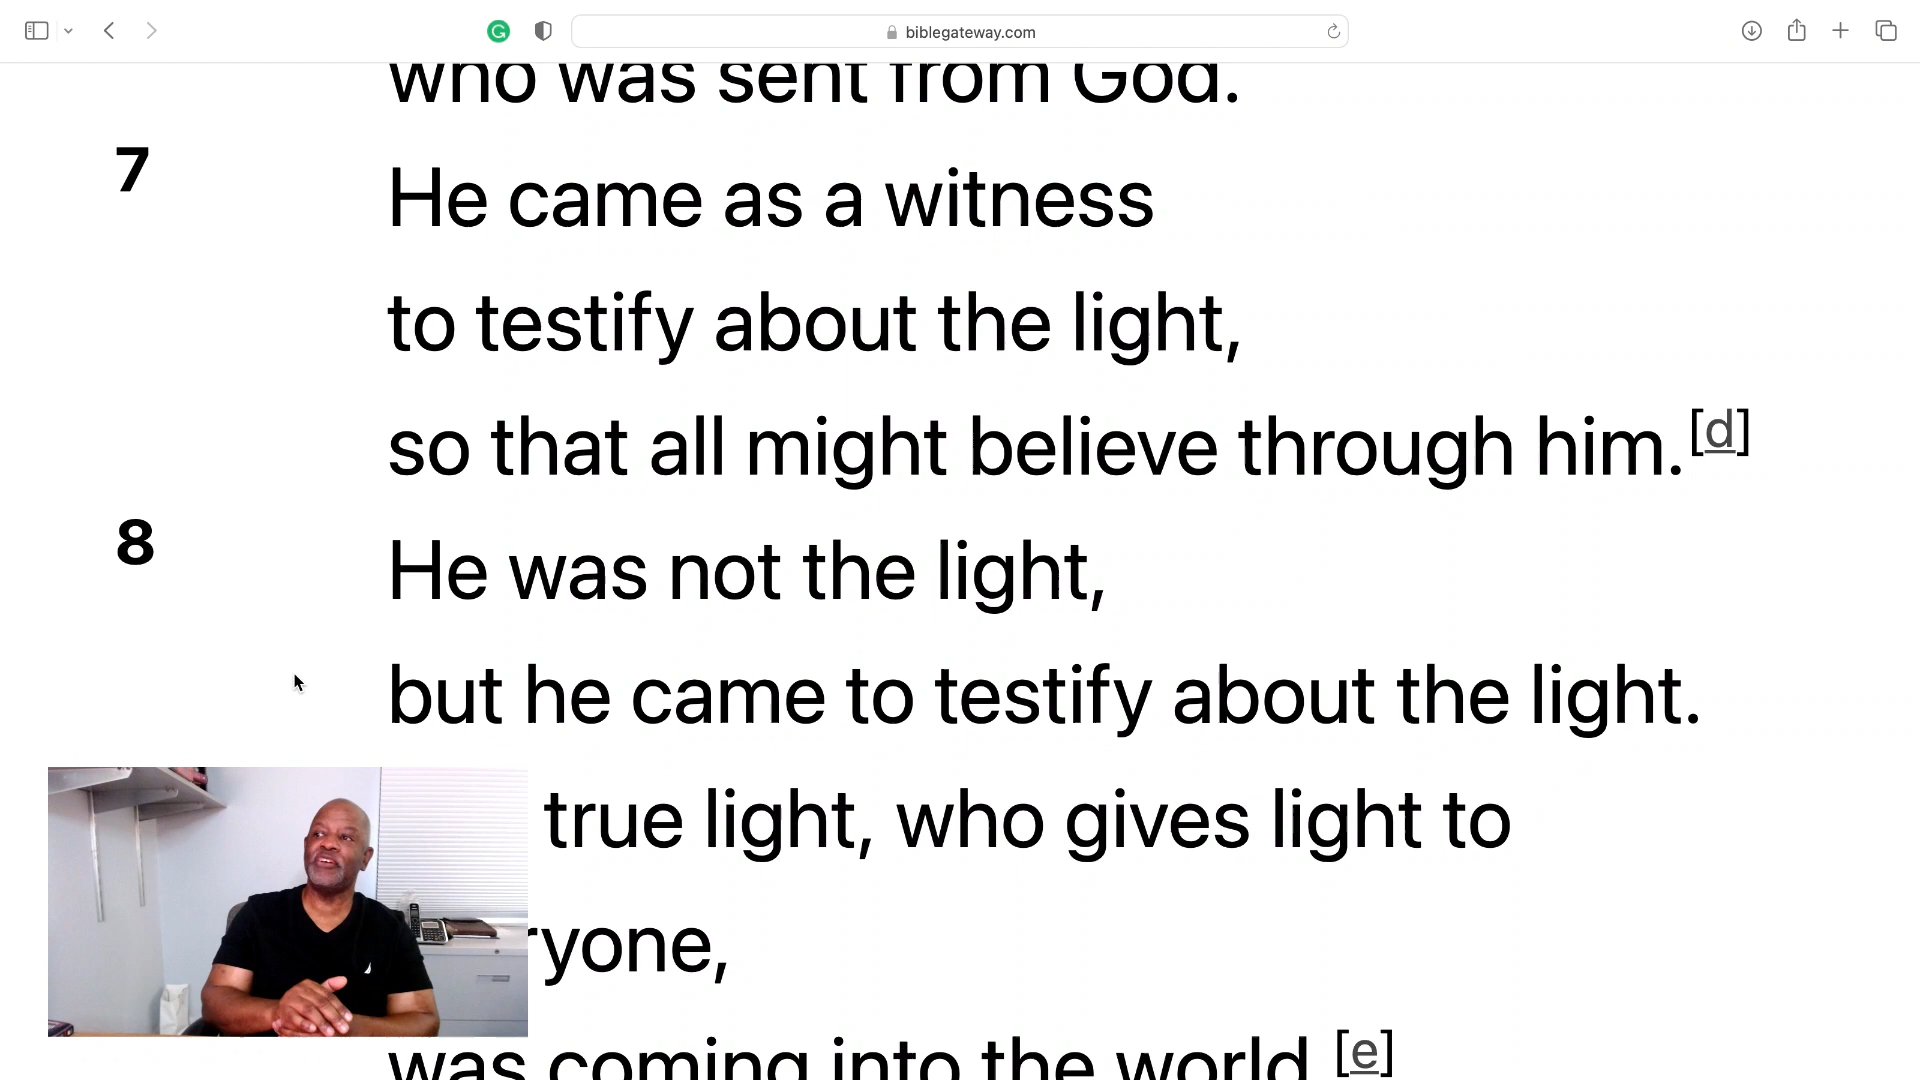 biblegateway.com
who was sent from God.
7
He came as a witness
to testify about the light,
so that all might believe through him.[d]
8
He was not the light,
but he came to testify about the light.
true light, who gives light to
ryone,
was coming into the world.[e]